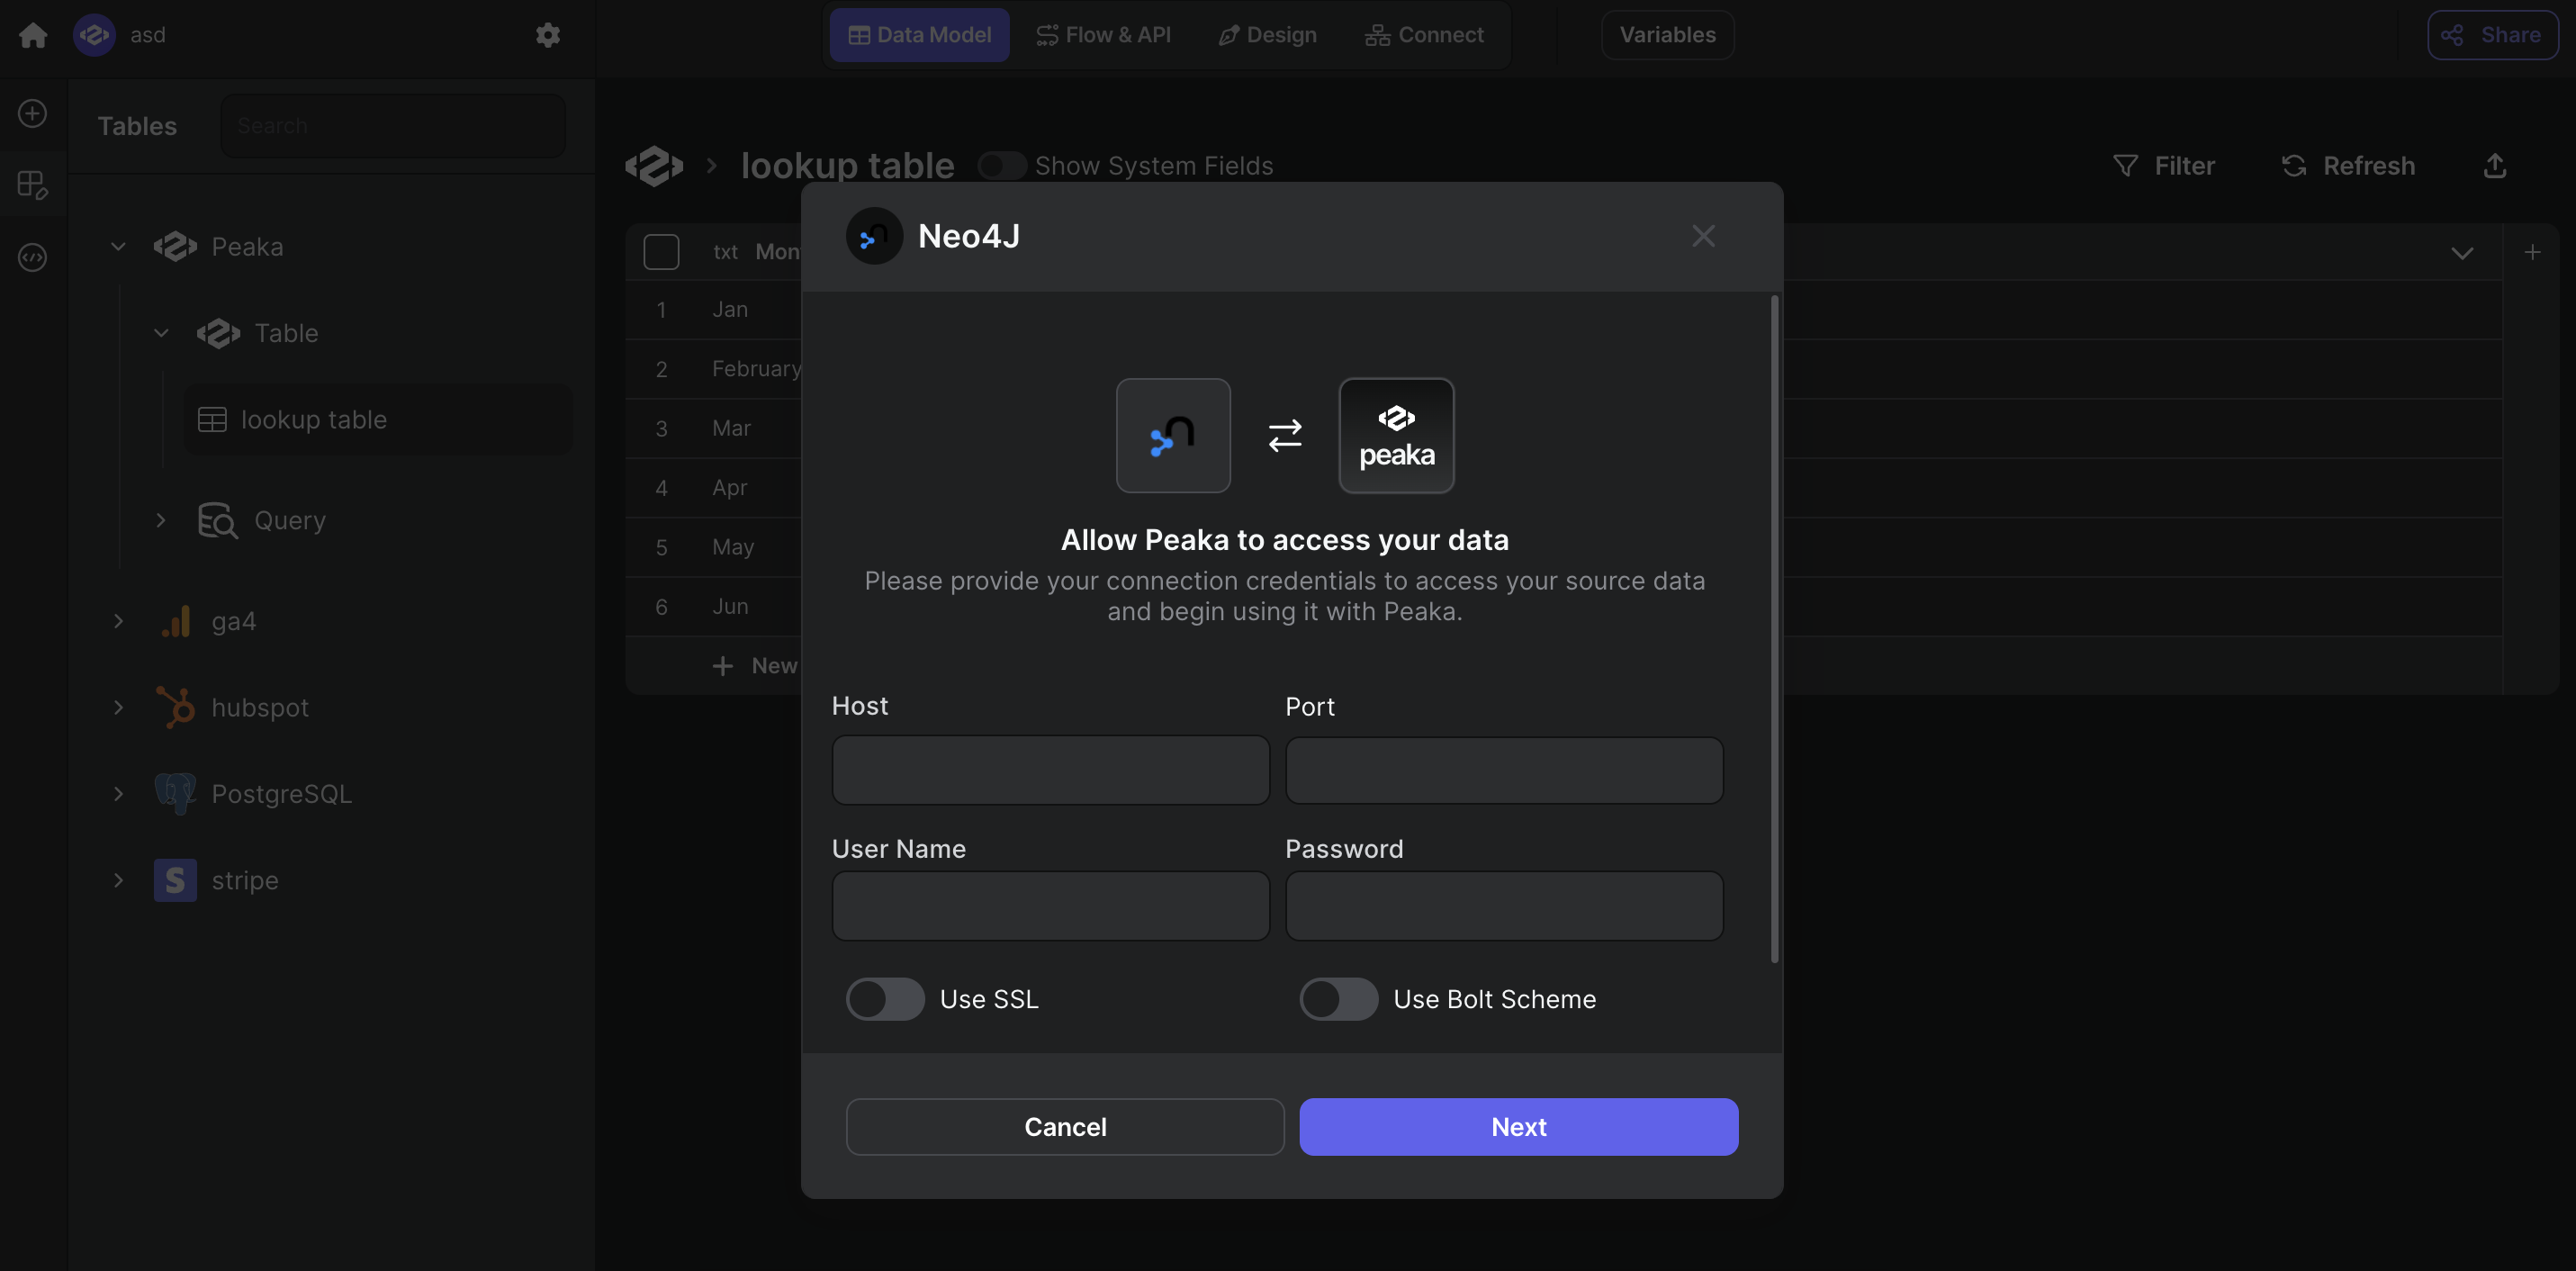 asd
Data Model
Flow & API
Design
Connect
Variables
Share
Tables
Search
Peaka
Table
lookup table
Query
ga4
hubspot
PostgreSQL
S stripe
lookup table
Show System Fields
Filter
Refresh
txt Mon
1 Jan
2 February
3 Mar
4 Apr
5 May
6 Jun
+ New
Neo4J
peaka
Allow Peaka to access your data
Please provide your connection credentials to access your source data
and begin using it with Peaka.
Host
Port
User Name
Password
Use SSL
Use Bolt Scheme
Cancel
Next